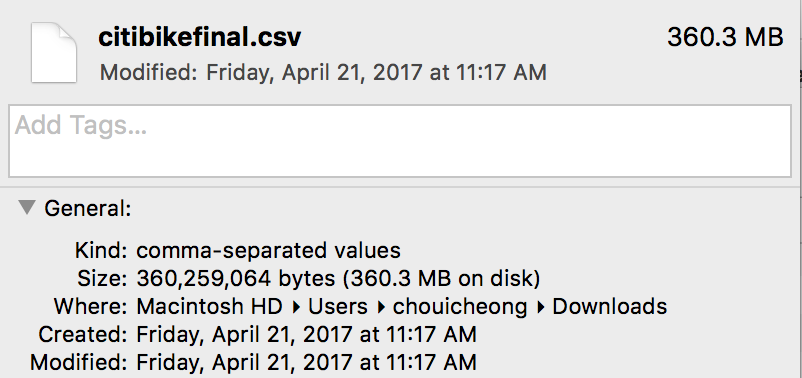 citibikefinal.csv 360.3 MB
Modified: Friday, April 21, 2017 at 11:17 AM
Add Tags...
▼ General:
Kind: comma-separated values
Size: 360,259,064 bytes (360.3 MB on disk)
Where: Macintosh HD ▸ Users ▸ chouicheong ▸ Downloads
Created: Friday, April 21, 2017 at 11:17 AM
Modified: Friday, April 21, 2017 at 11:17 AM